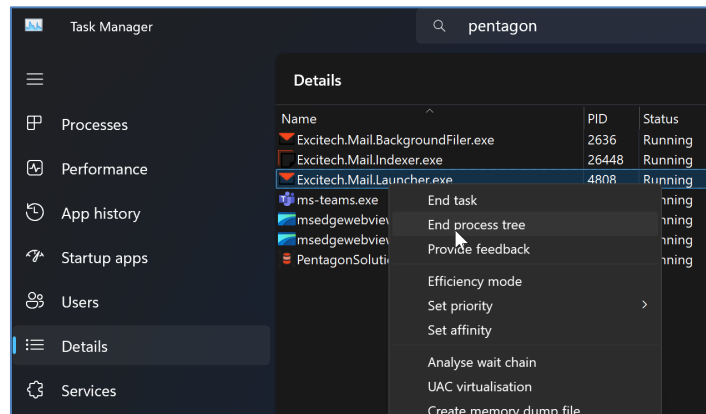 Task Manager
pentagon
Details
Name PID Status
Processes
Excitech.Mail.BackgroundFiler.exe 2636 Running
Excitech.Mail.Indexer.exe 26448 Running
Performance
Excitech.Mail.Launcher.exe 4808 Running
ms-teams.exe
End task
App history
msedgewebview
End process tree
msedgewebview
Provide feedback
Startup apps
PentagonSoluti
Efficiency mode
Users
Set priority
Set affinity
Details
Analyse wait chain
Services
UAC virtualisation
Create memory dump file